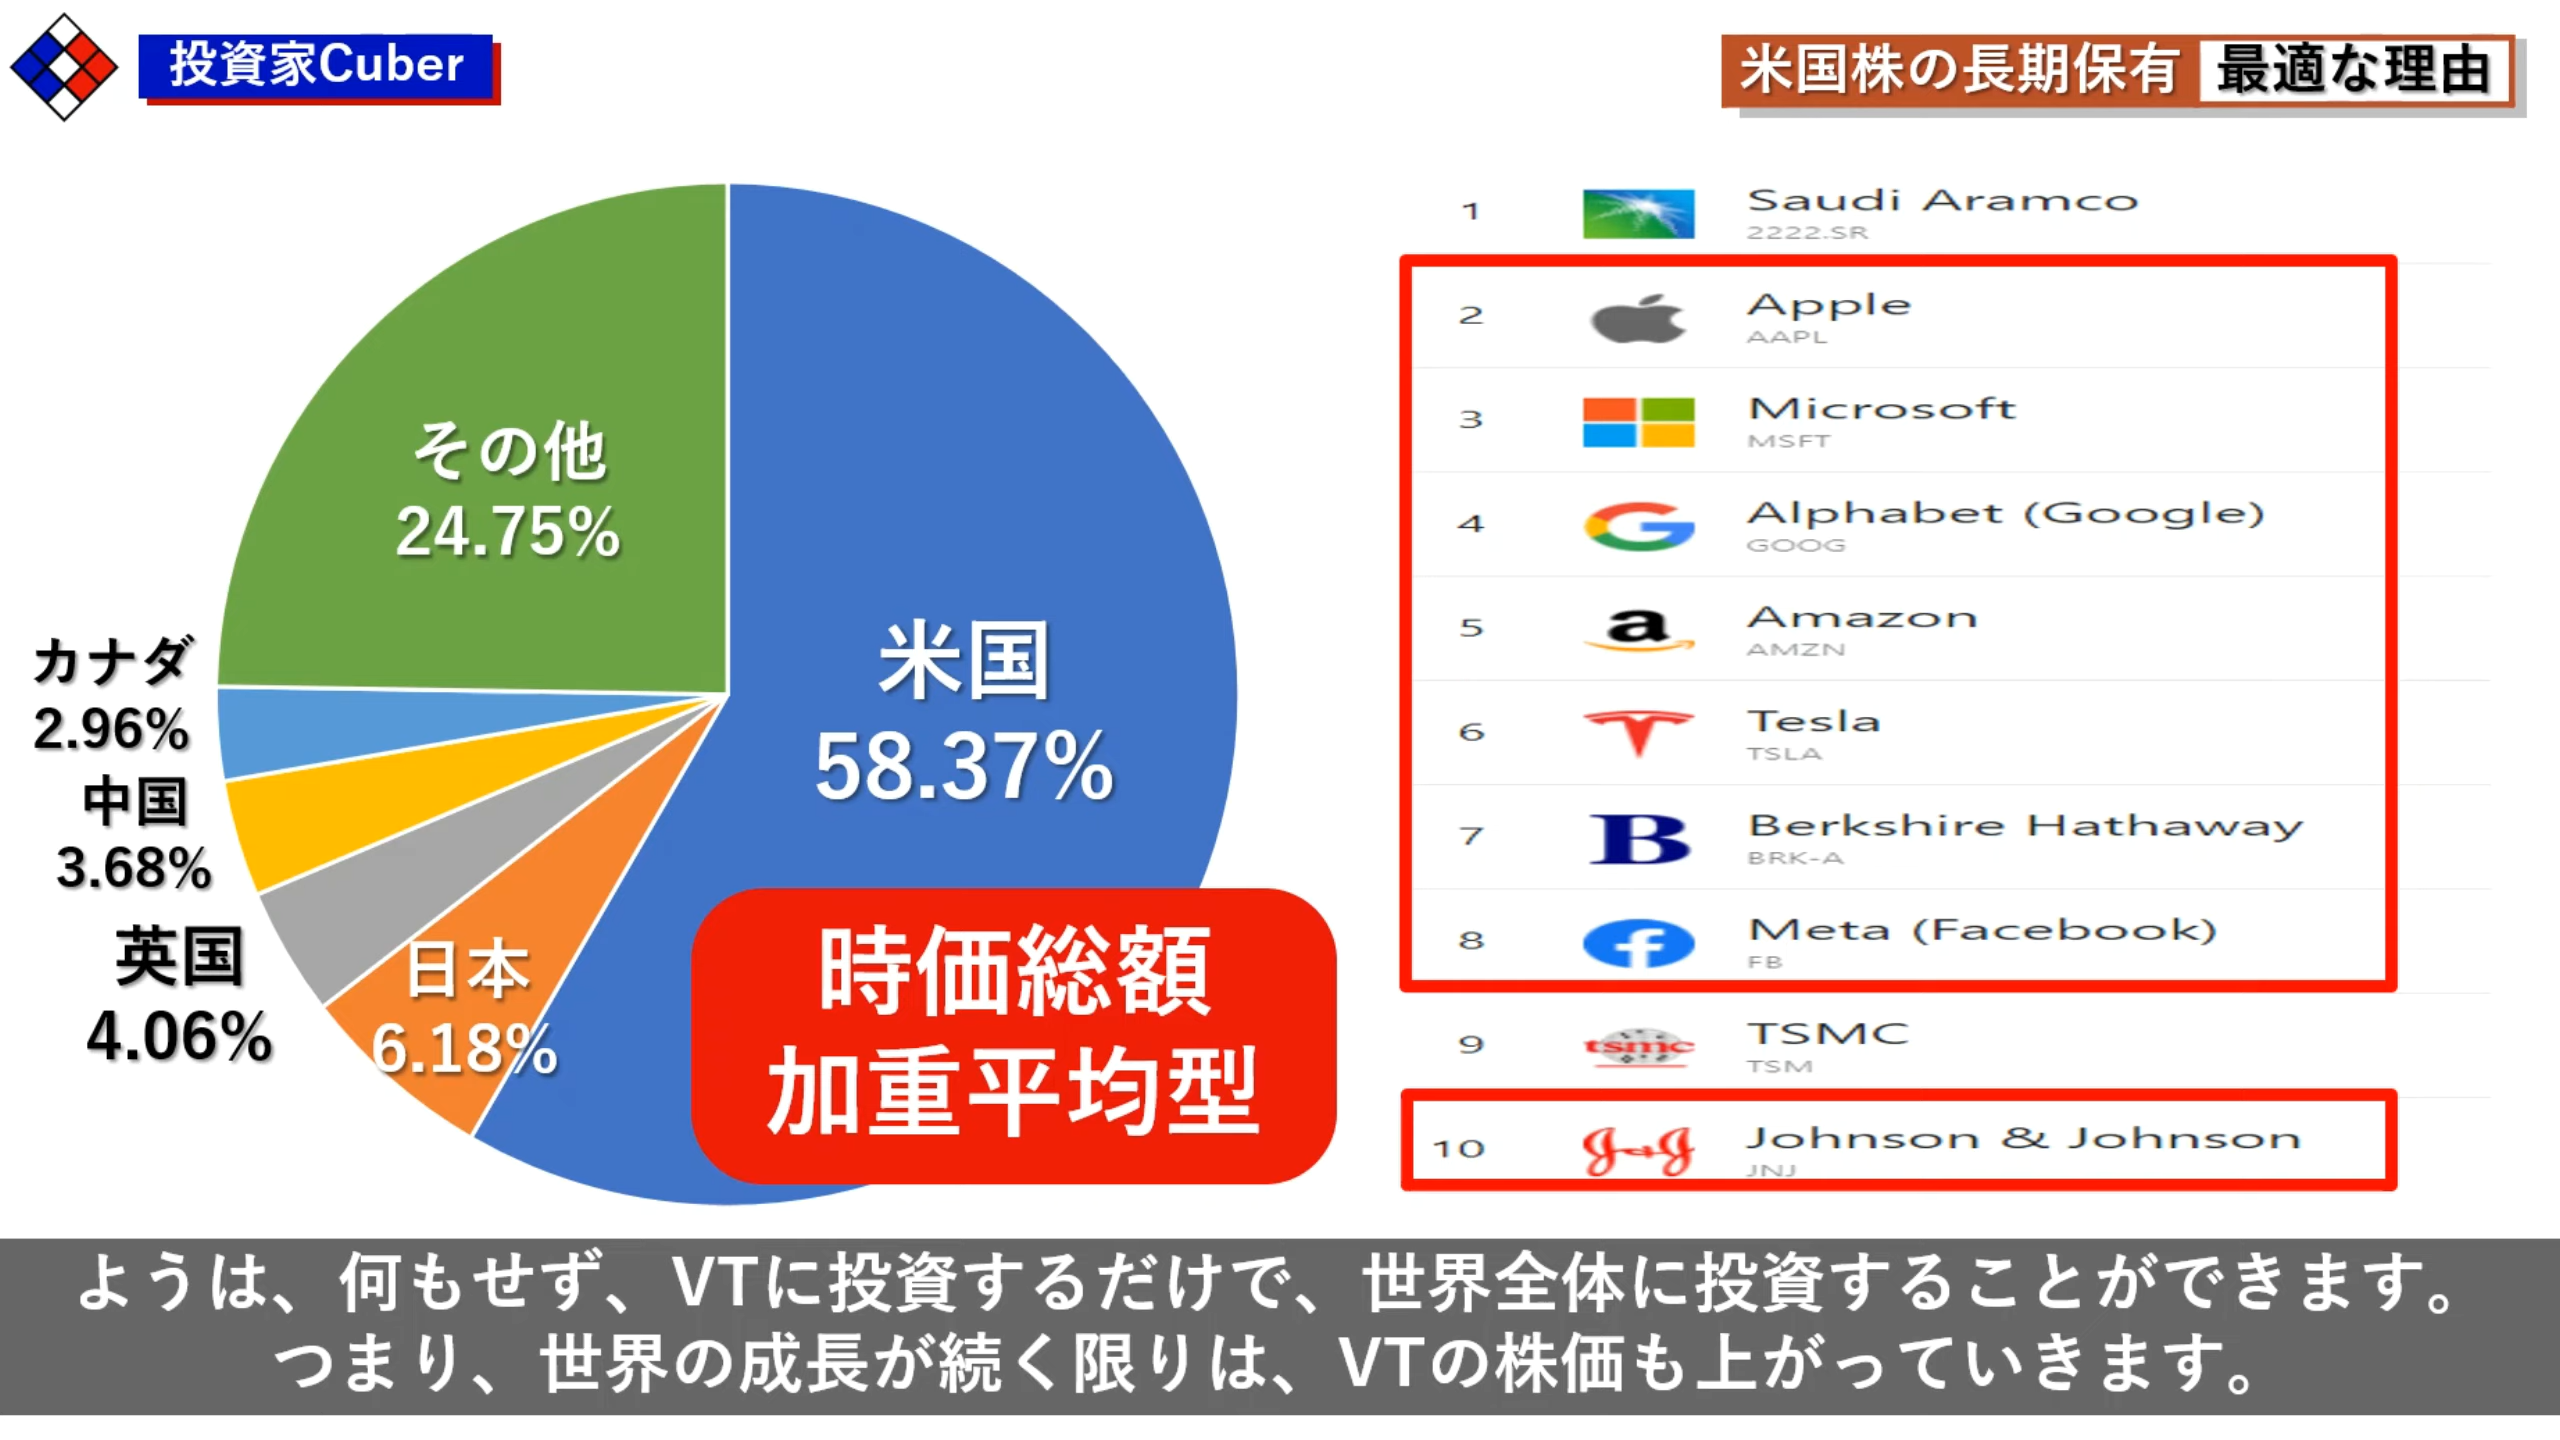 投資家Cuber
米国株の長期保有 最適な理由
その他
24.75%
米国
58.37%
カナダ
2.96%
中国
3.68%
英国
4.06%
日本
6.18%
時価総額
加重平均型
1 Saudi Aramco
2222.SR
2 Apple
AAPL
3 Microsoft
MSFT
4 Alphabet (Google)
GOOG
5 Amazon
AMZN
6 Tesla
TSLA
7 B Berkshire Hathaway
BRK-A
8 Meta (Facebook)
FB
9 tsmc TSMC
TSM
10 J&J Johnson & Johnson
JNJ
ようは、何もせず、VTに投資するだけで、世界全体に投資することができます。
つまり、世界の成長が続く限りは、VTの株価も上がっていきます。